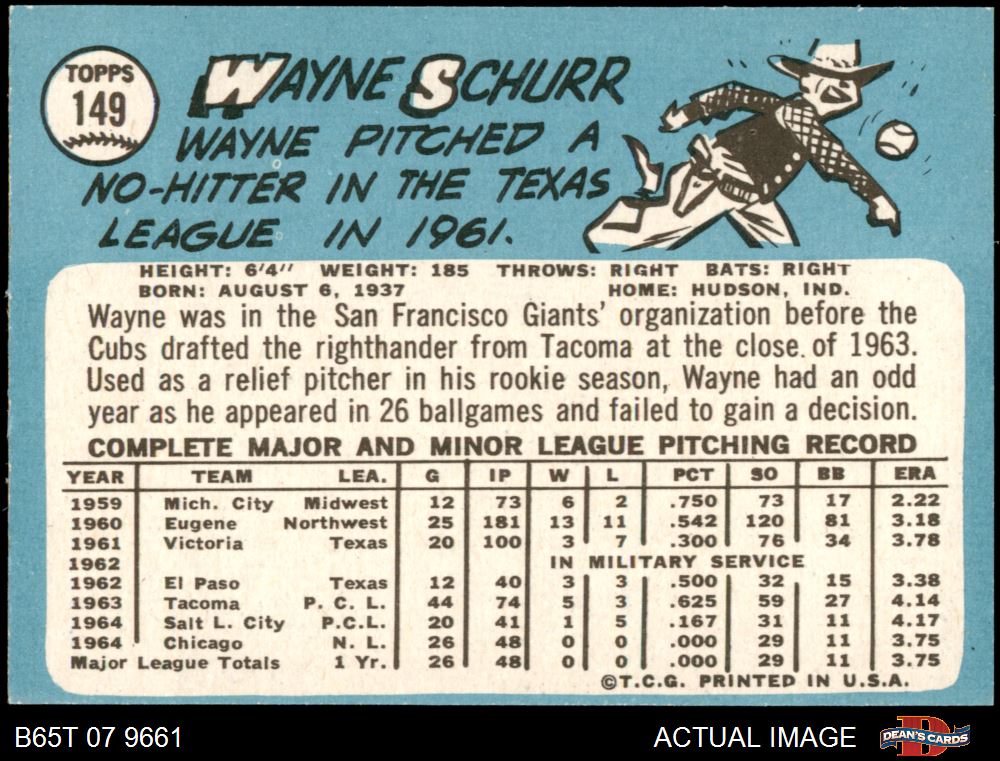 TOPPS
149
WAYNE SCHURR
WAYNE PITCHED A
NO-HITTER IN THE TEXAS
LEAGUE IN 1961.
HEIGHT: 6'4" WEIGHT: 185 THROWS: RIGHT BATS: RIGHT
BORN: AUGUST 6, 1937 HOME: HUDSON, IND.
Wayne was in the San Francisco Giants' organization before the
Cubs drafted the righthander from Tacoma at the close of 1963.
Used as a relief pitcher in his rookie season, Wayne had an odd
year as he appeared in 26 ballgames and failed to gain a decision.
COMPLETE MAJOR AND MINOR LEAGUE PITCHING RECORD
YEAR TEAM LEA. G IP W L PCT SO BB ERA
1959 Mich. City Midwest 12 73 6 2 .750 73 17 2.22
1960 Eugene Northwest 25 181 13 11 .542 120 81 3.18
1961 Victoria Texas 20 100 3 7 .300 76 34 3.78
1962 IN MILITARY SERVICE
1962 El Paso Texas 12 40 3 3 .500 32 15 3.38
1963 Tacoma P. C. L. 44 74 5 3 .625 59 27 4.14
1964 Salt L. City P.C.L. 20 41 1 5 .167 31 11 4.17
1964 Chicago N. L. 26 48 0 0 .000 29 11 3.75
Major League Totals 1 Yr. 26 48 0 0 .000 29 11 3.75
©T.C.G. PRINTED IN U.S.A.
B65T 07 9661 ACTUAL IMAGE DEAN'S CARDS